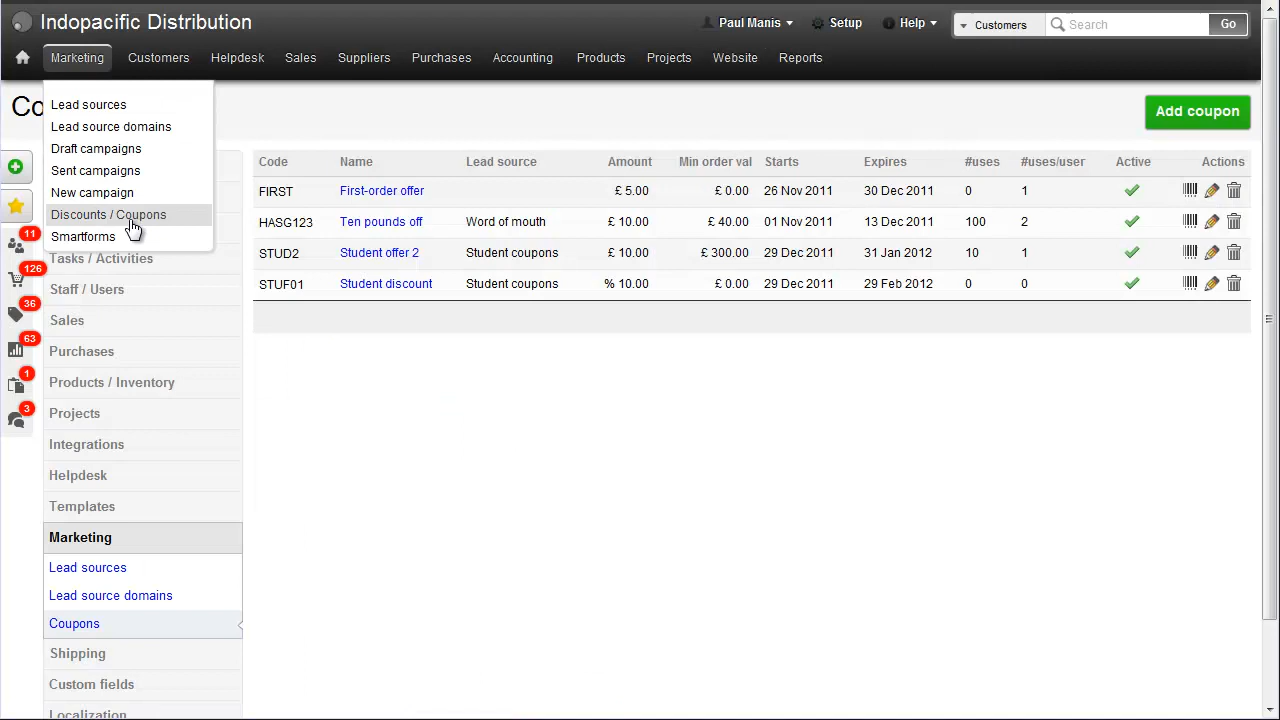 Indopacific Distribution
Paul Manis Setup Help Customers Search Go
Marketing Customers Helpdesk Sales Suppliers Purchases Accounting Products Projects Website Reports
Co
Add coupon
Lead sources
Lead source domains
Draft campaigns
Sent campaigns
New campaign
Discounts / Coupons
Smartforms
11
126
36
63
1
3
Tasks / Activities
Staff / Users
Sales
Purchases
Products / Inventory
Projects
Integrations
Helpdesk
Templates
Marketing
Lead sources
Lead source domains
Coupons
Shipping
Custom fields
Localization
Code Name Lead source Amount Min order val Starts Expires #uses #uses/user Active Actions
FIRST First-order offer £ 5.00 £ 0.00 26 Nov 2011 30 Dec 2011 0 1
HASG123 Ten pounds off Word of mouth £ 10.00 £ 40.00 01 Nov 2011 13 Dec 2011 100 2
STUD2 Student offer 2 Student coupons £ 10.00 £ 300.00 29 Dec 2011 31 Jan 2012 10 1
STUF01 Student discount Student coupons % 10.00 £ 0.00 29 Dec 2011 29 Feb 2012 0 0